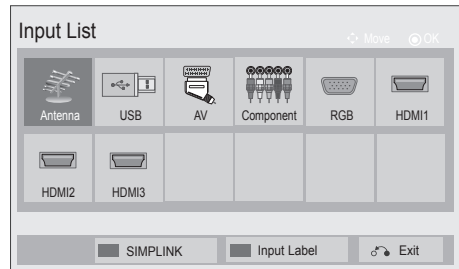 Input List
Move OK
Antenna USB AV Component RGB HDMI1
HDMI2 HDMI3
SIMPLINK Input Label Exit